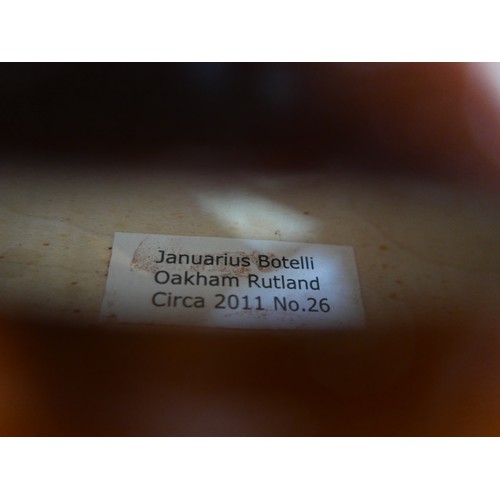 Januarius Botelli
Oakham Rutland
Circa 2011 No.26